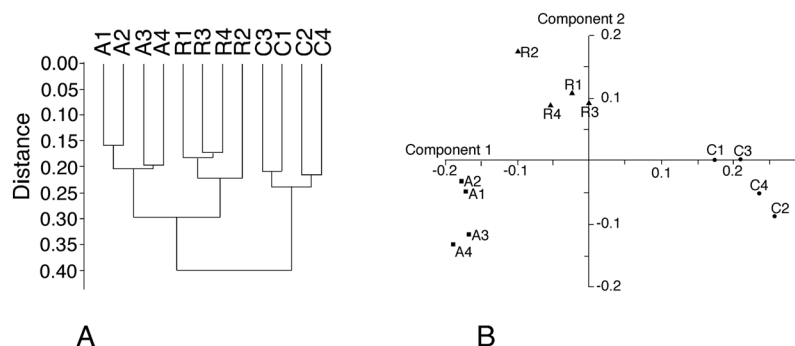 A1 A2 A3 A4 R1 R3 R4 R2 C3 C1 C2 C4
Distance
0.00
0.05
0.10
0.15
0.20
0.25
0.30
0.35
0.40
A
Component 2
0.2
R2
R1
0.1
R4
R3
Component 1
C1
C3
-0.2
-0.1
0.1
0.2
A2
A1
C4
C2
-0.1
A3
A4
-0.2
B